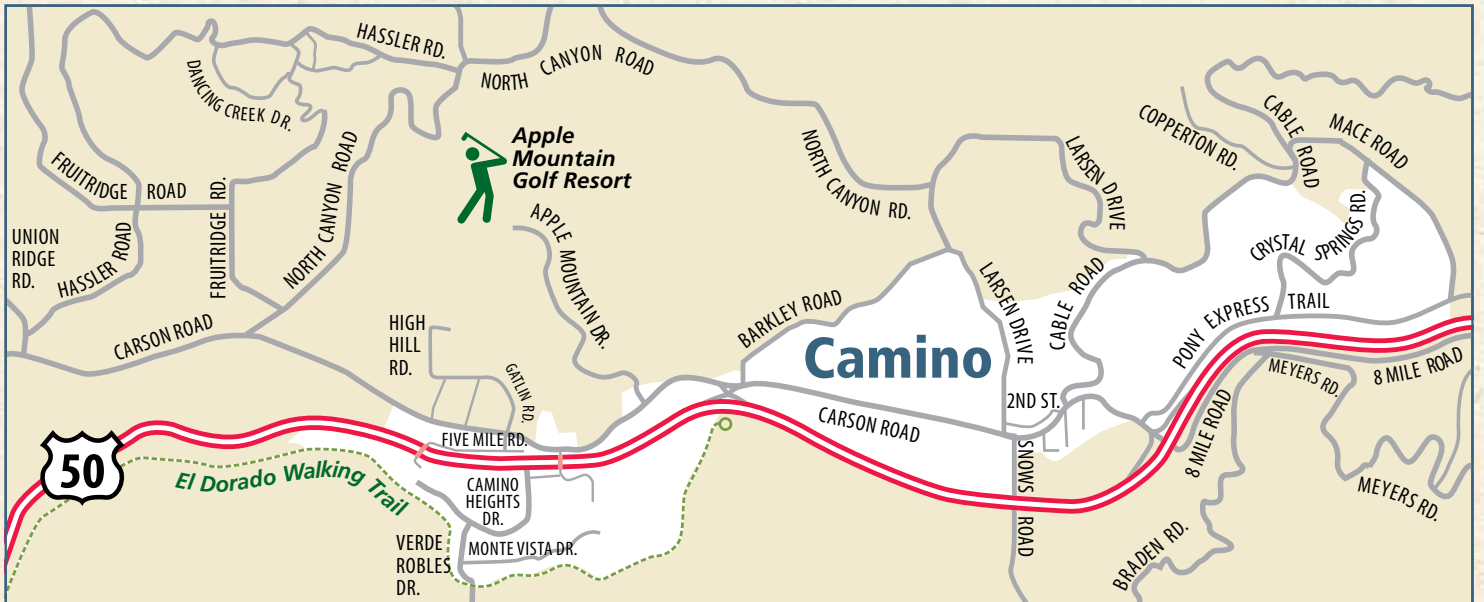 HASSLER RD.
NORTH CANYON ROAD
DANCING CREEK DR.
Apple
Mountain
Golf Resort
FRUITRIDGE ROAD
FRUITRIDGE RD.
NORTH CANYON ROAD
UNION
RIDGE
RD.
HASSLER ROAD
CARSON ROAD
APPLE MOUNTAIN DR.
NORTH CANYON RD.
LARSEN DRIVE
COPPERTON RD.
CABLE ROAD
MACE ROAD
CRYSTAL SPRINGS RD.
BARKLEY ROAD
LARSEN DRIVE
CABLE ROAD
PONY EXPRESS TRAIL
HIGH
HILL
RD.
GATLIN RD.
Camino
2ND ST.
CARSON ROAD
MEYERS RD.
8 MILE ROAD
8 MILE ROAD
FIVE MILE RD.
50
El Dorado Walking Trail
CAMINO
HEIGHTS
DR.
SNOWS ROAD
MEYERS RD.
VERDE
ROBLES
DR.
MONTE VISTA DR.
BRADEN RD.